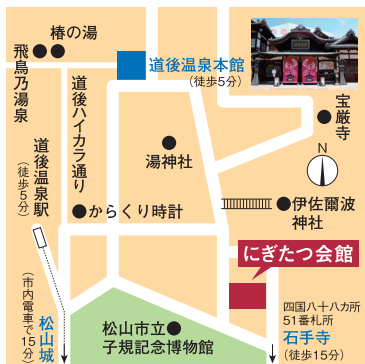 椿の湯
飛鳥乃湯泉
道後温泉本館
(徒歩5分)
宝厳寺
道後ハイカラ通り
湯神社
N
道後温泉駅
(徒歩5分)
からくり時計
伊佐爾波
神社
にぎたつ会館
(市内電車で15分)
松山城
松山市立
子規記念博物館
四国八十八カ所
51番札所
石手寺
(徒歩15分)